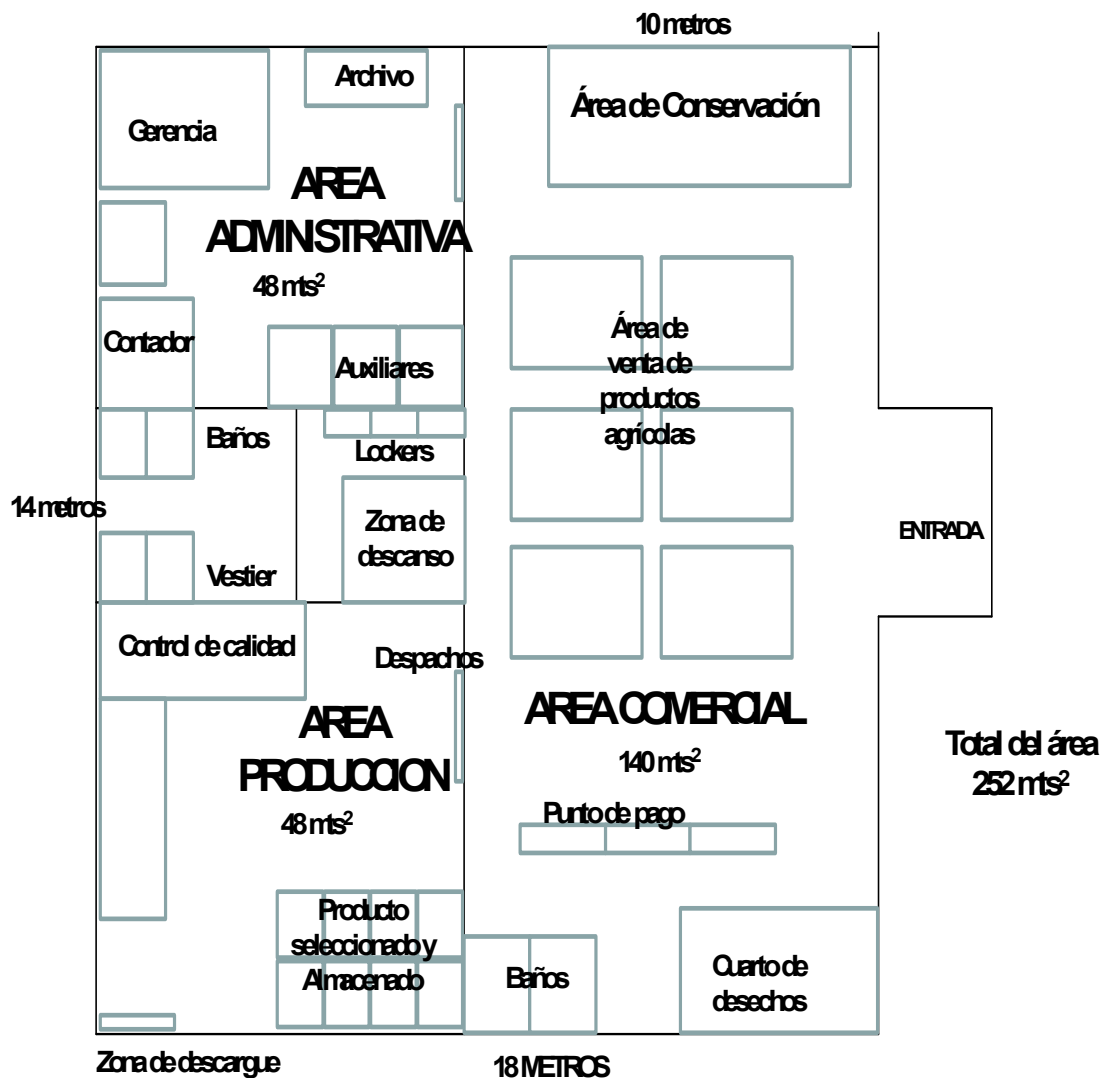 10 metros
Archivo
Área de Conservación
Gerencia
AREA
ADMINSTRATIVA
48 mts²
Contador
Auxiliares
Área de
venta de
productos
agrícolas
Baños
Lockers
14 metros
Zona de
descanso
ENTRADA
Vestier
Control de calidad
Despachos
AREA
PRODUCCION
48 mts²
AREA COMERCIAL
140 mts²
Total del área
252 mts²
Punto de pago
Producto
seleccionado y
Almacenado
Baños
Cuarto de
desechos
Zona de descargue
18 METROS